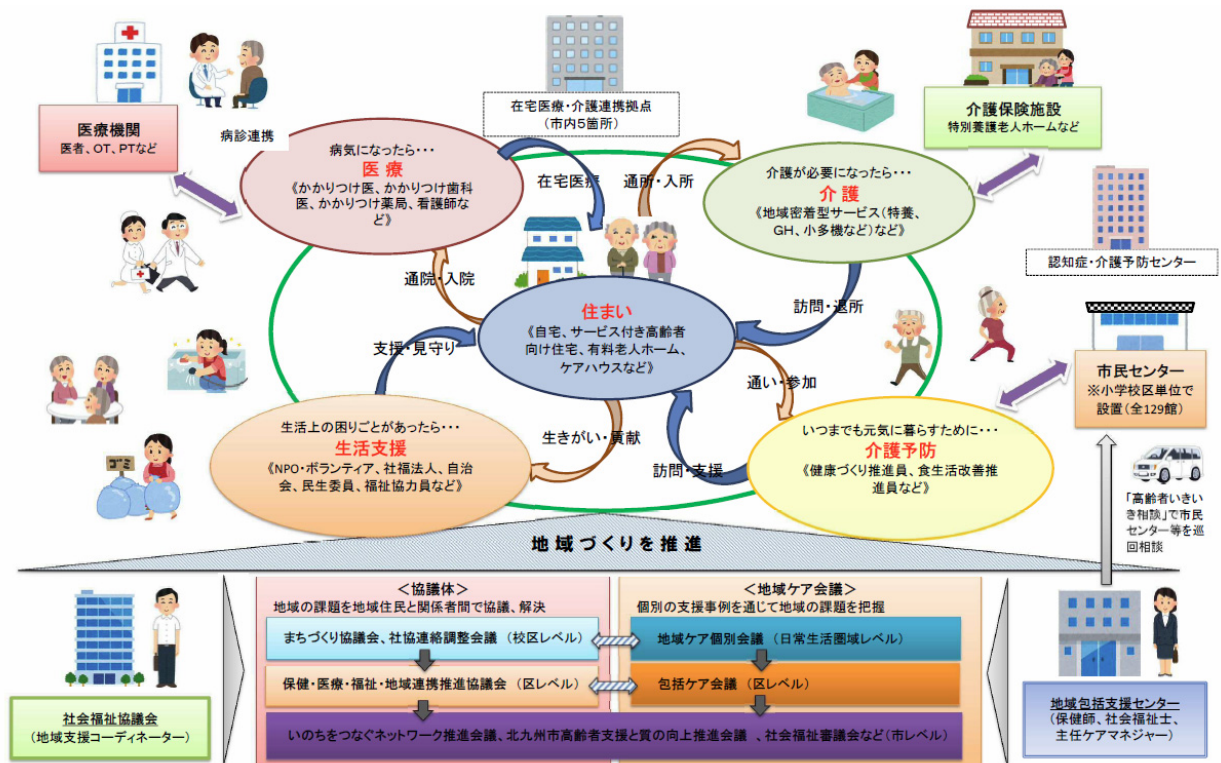 医療機関
医者、OT、PTなど
病診連携
病気になったら・・・
医 療
《かかりつけ医、かかりつけ歯科
医、かかりつけ薬局、看護師な
ど》
在宅医療・介護連携拠点
(市内5箇所)
在宅医療
通所・入所
介護保険施設
特別養護老人ホームなど
介護が必要になったら・・・
介 護
《地域密着型サービス(特養、
GH、小多機など)など》
認知症・介護予防センター
通院・入院
住まい
《自宅、サービス付き高齢者
向け住宅、有料老人ホーム、
ケアハウスなど》
訪問・退所
支援・見守り
通い・参加
市民センター
※小学校区単位で
設置(全129館)
生活上の困りごとがあったら・・・
生活支援
《NPO・ボランティア、社福法人、自治
会、民生委員、福祉協力員など》
生きがい・貢献
訪問・支援
いつまでも元気に暮らすために・・・
介護予防
《健康づくり推進員、食生活改善推
進員など》
ゴミ
「高齢者いきい
き相談」で市民
センター等を巡
回相談
地域づくりを推進
<協議体>
地域の課題を地域住民と関係者間で協議、解決
まちづくり協議会、社協連絡調整会議 (校区レベル)
保健・医療・福祉・地域連携推進協議会 (区レベル)
<地域ケア会議>
個別の支援事例を通じて地域の課題を把握
地域ケア個別会議 (日常生活圏域レベル)
包括ケア会議 (区レベル)
いのちをつなぐネットワーク推進会議、北九州市高齢者支援と質の向上推進会議 、社会福祉審議会など(市レベル)
社会福祉協議会
(地域支援コーディネーター)
地域包括支援センター
(保健師、社会福祉士、
主任ケアマネジャー)